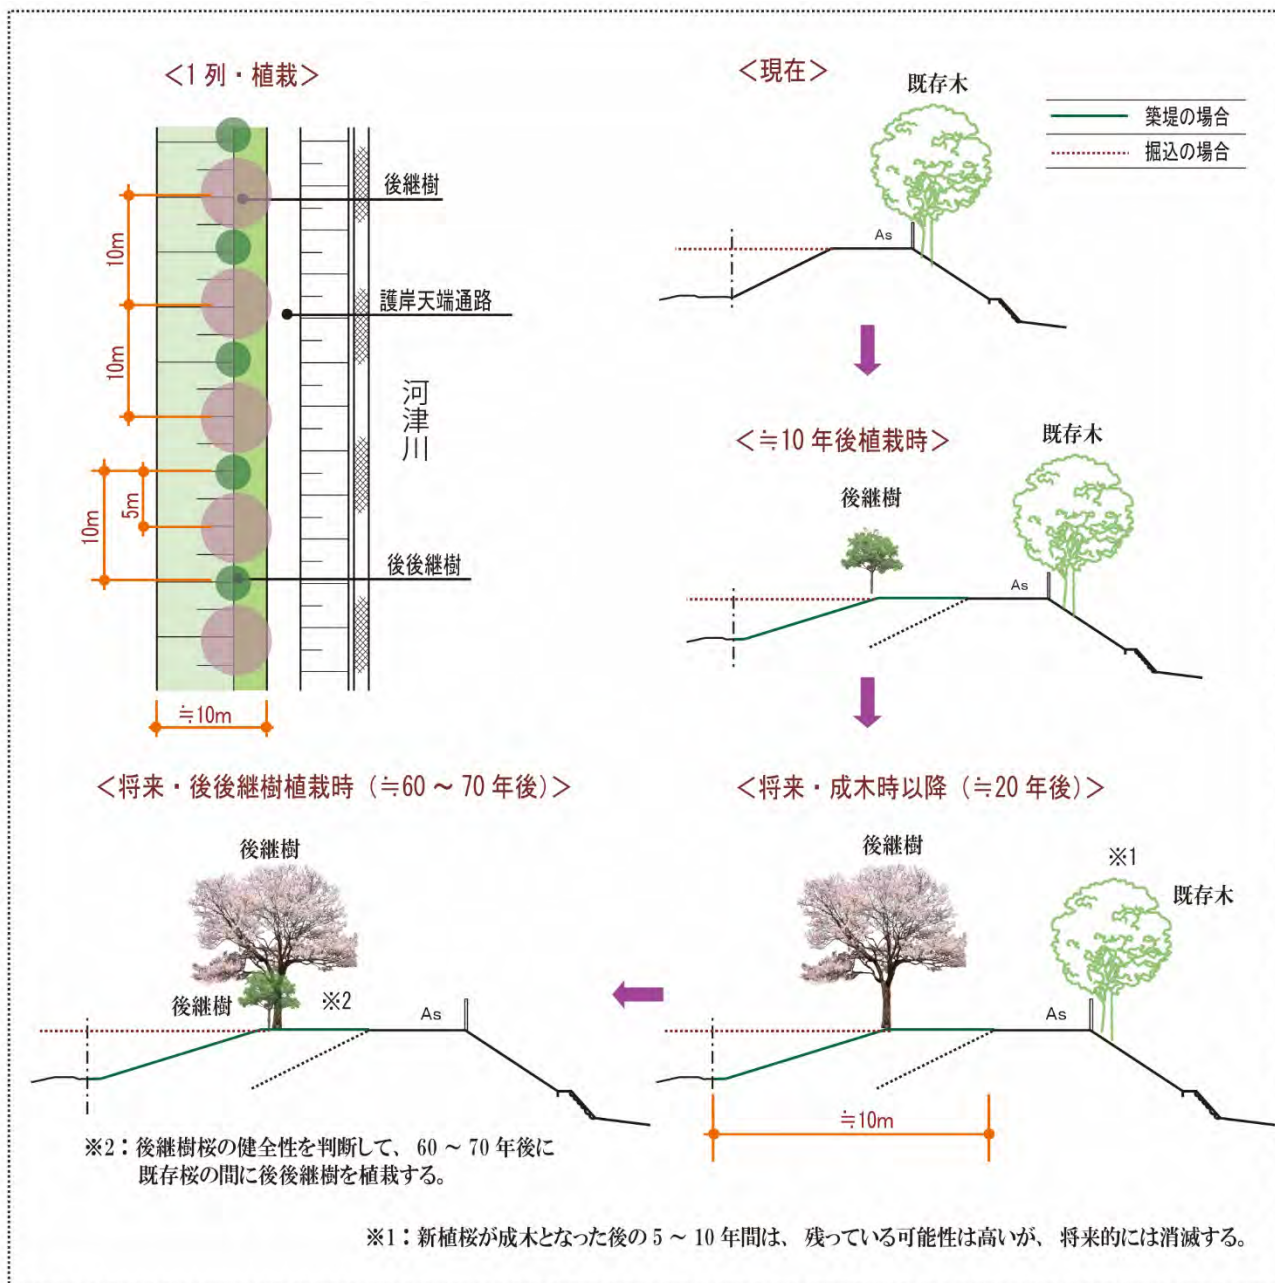 ＜1列・植栽＞
10m
10m
10m
5m
≒10m
後継樹
護岸天端通路
河津川
後後継樹
＜現在＞
既存木
築堤の場合
掘込の場合
As
＜≒10年後植栽時＞
既存木
後継樹
As
＜将来・後後継樹植栽時（≒60～70年後）＞
後継樹
後継樹
※2
As
※2：後継樹桜の健全性を判断して、60～70年後に
既存桜の間に後後継樹を植栽する。
＜将来・成木時以降（≒20年後）＞
後継樹
※1
既存木
As
≒10m
※1：新植桜が成木となった後の5～10年間は、残っている可能性は高いが、将来的には消滅する。